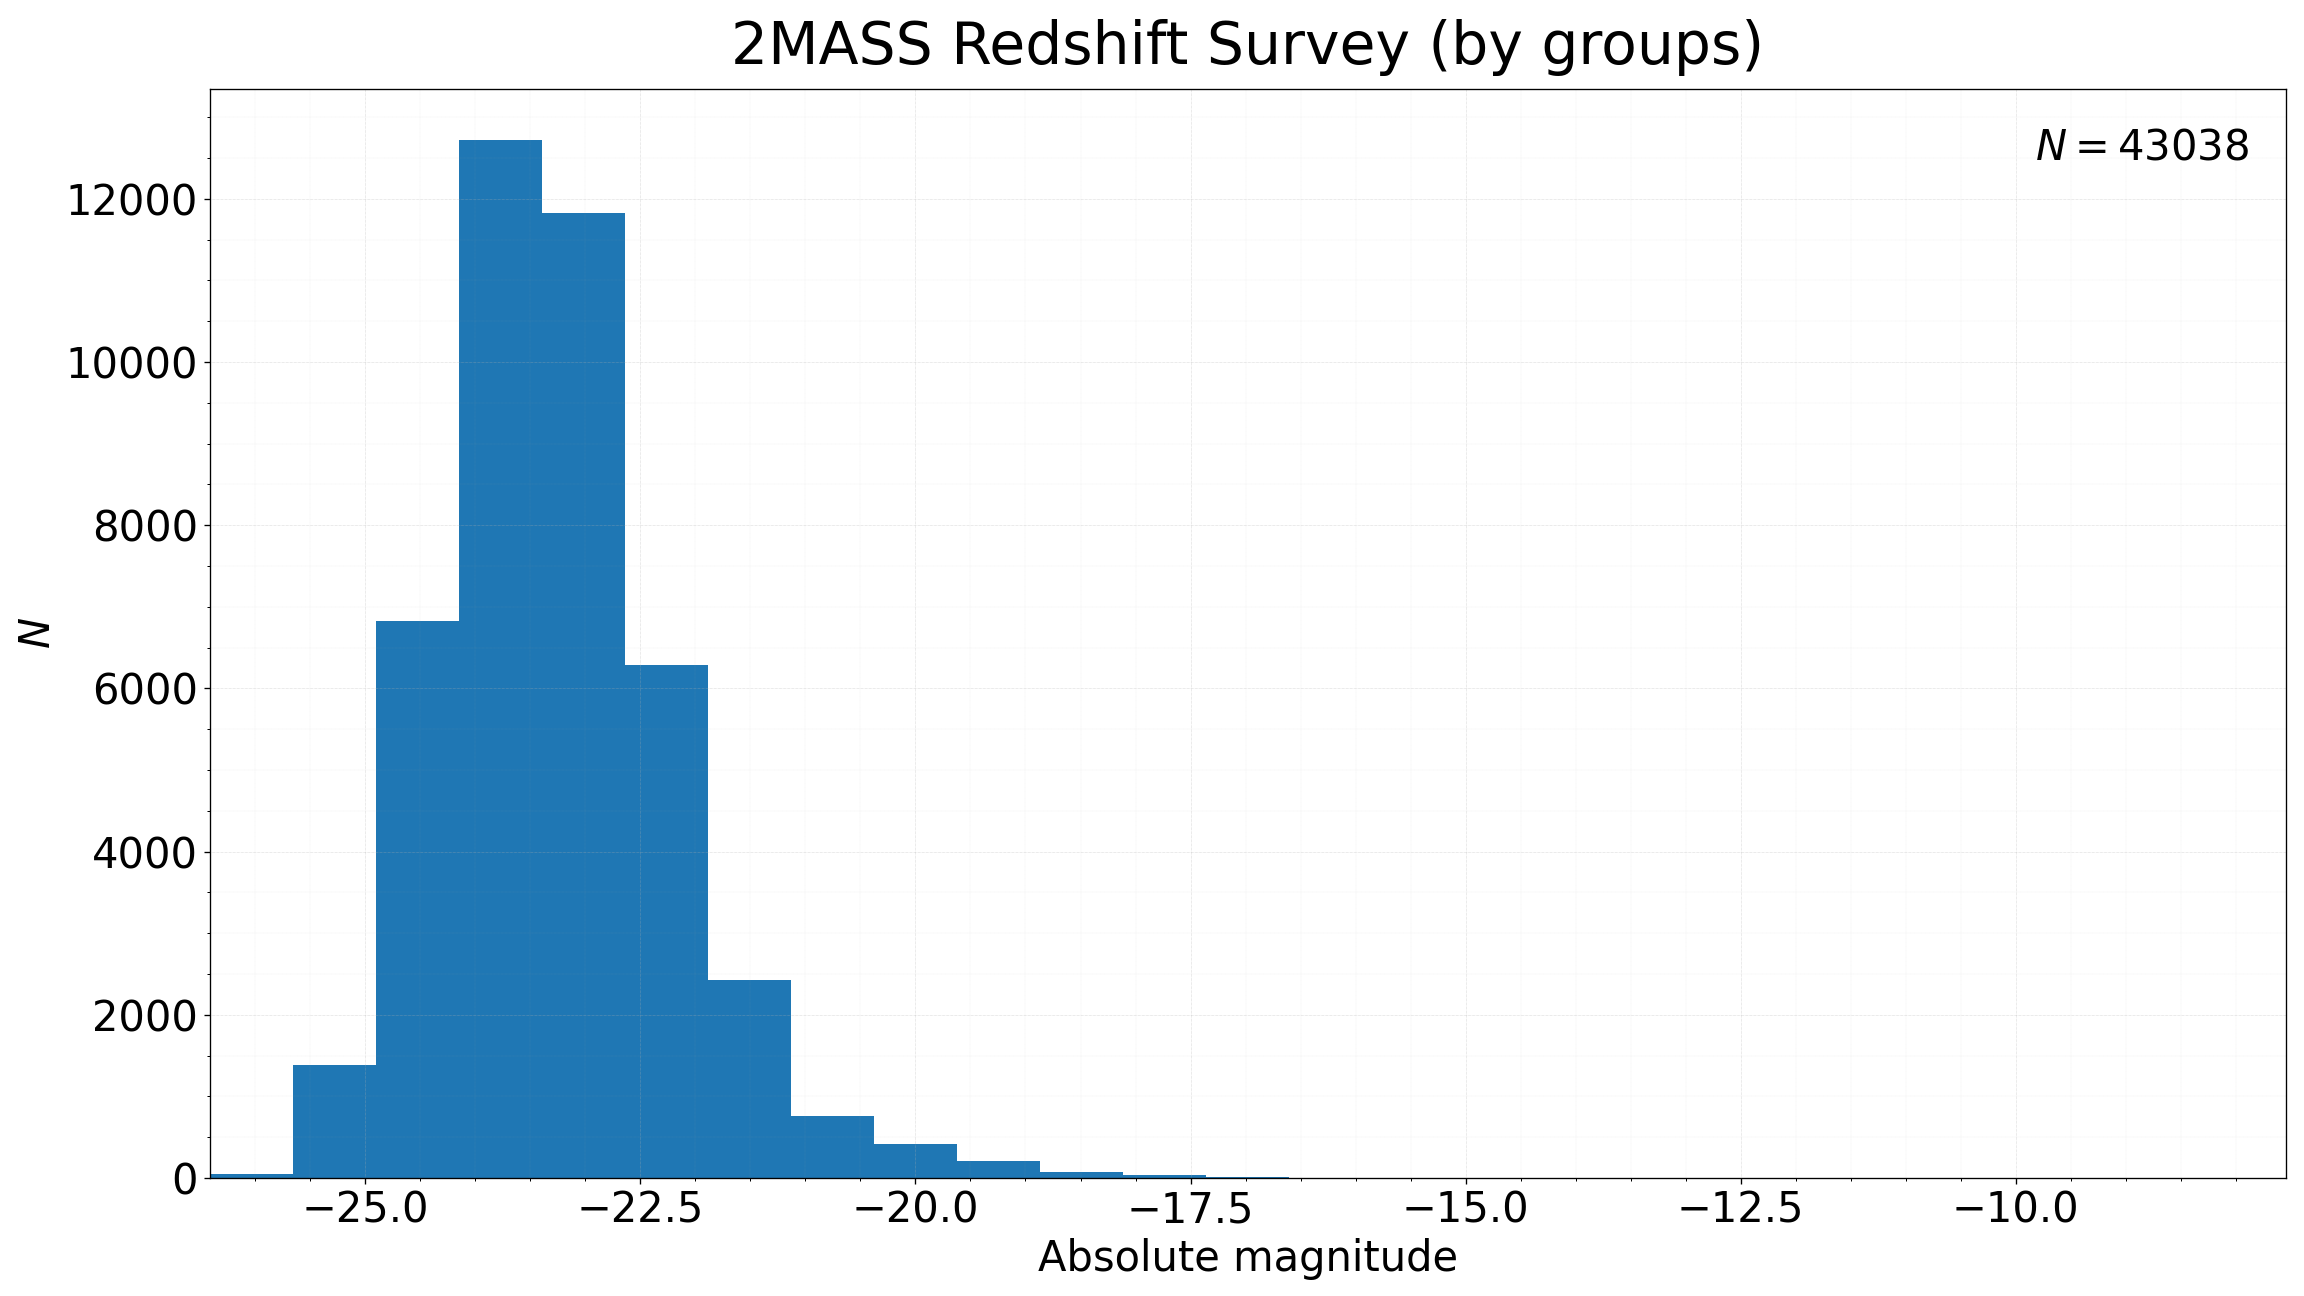 2MASS Redshift Survey (by groups)
N = 43038
12000
10000
8000
6000
4000
2000
0
N
−25.0 −22.5 −20.0 −17.5 −15.0 −12.5 −10.0
Absolute magnitude